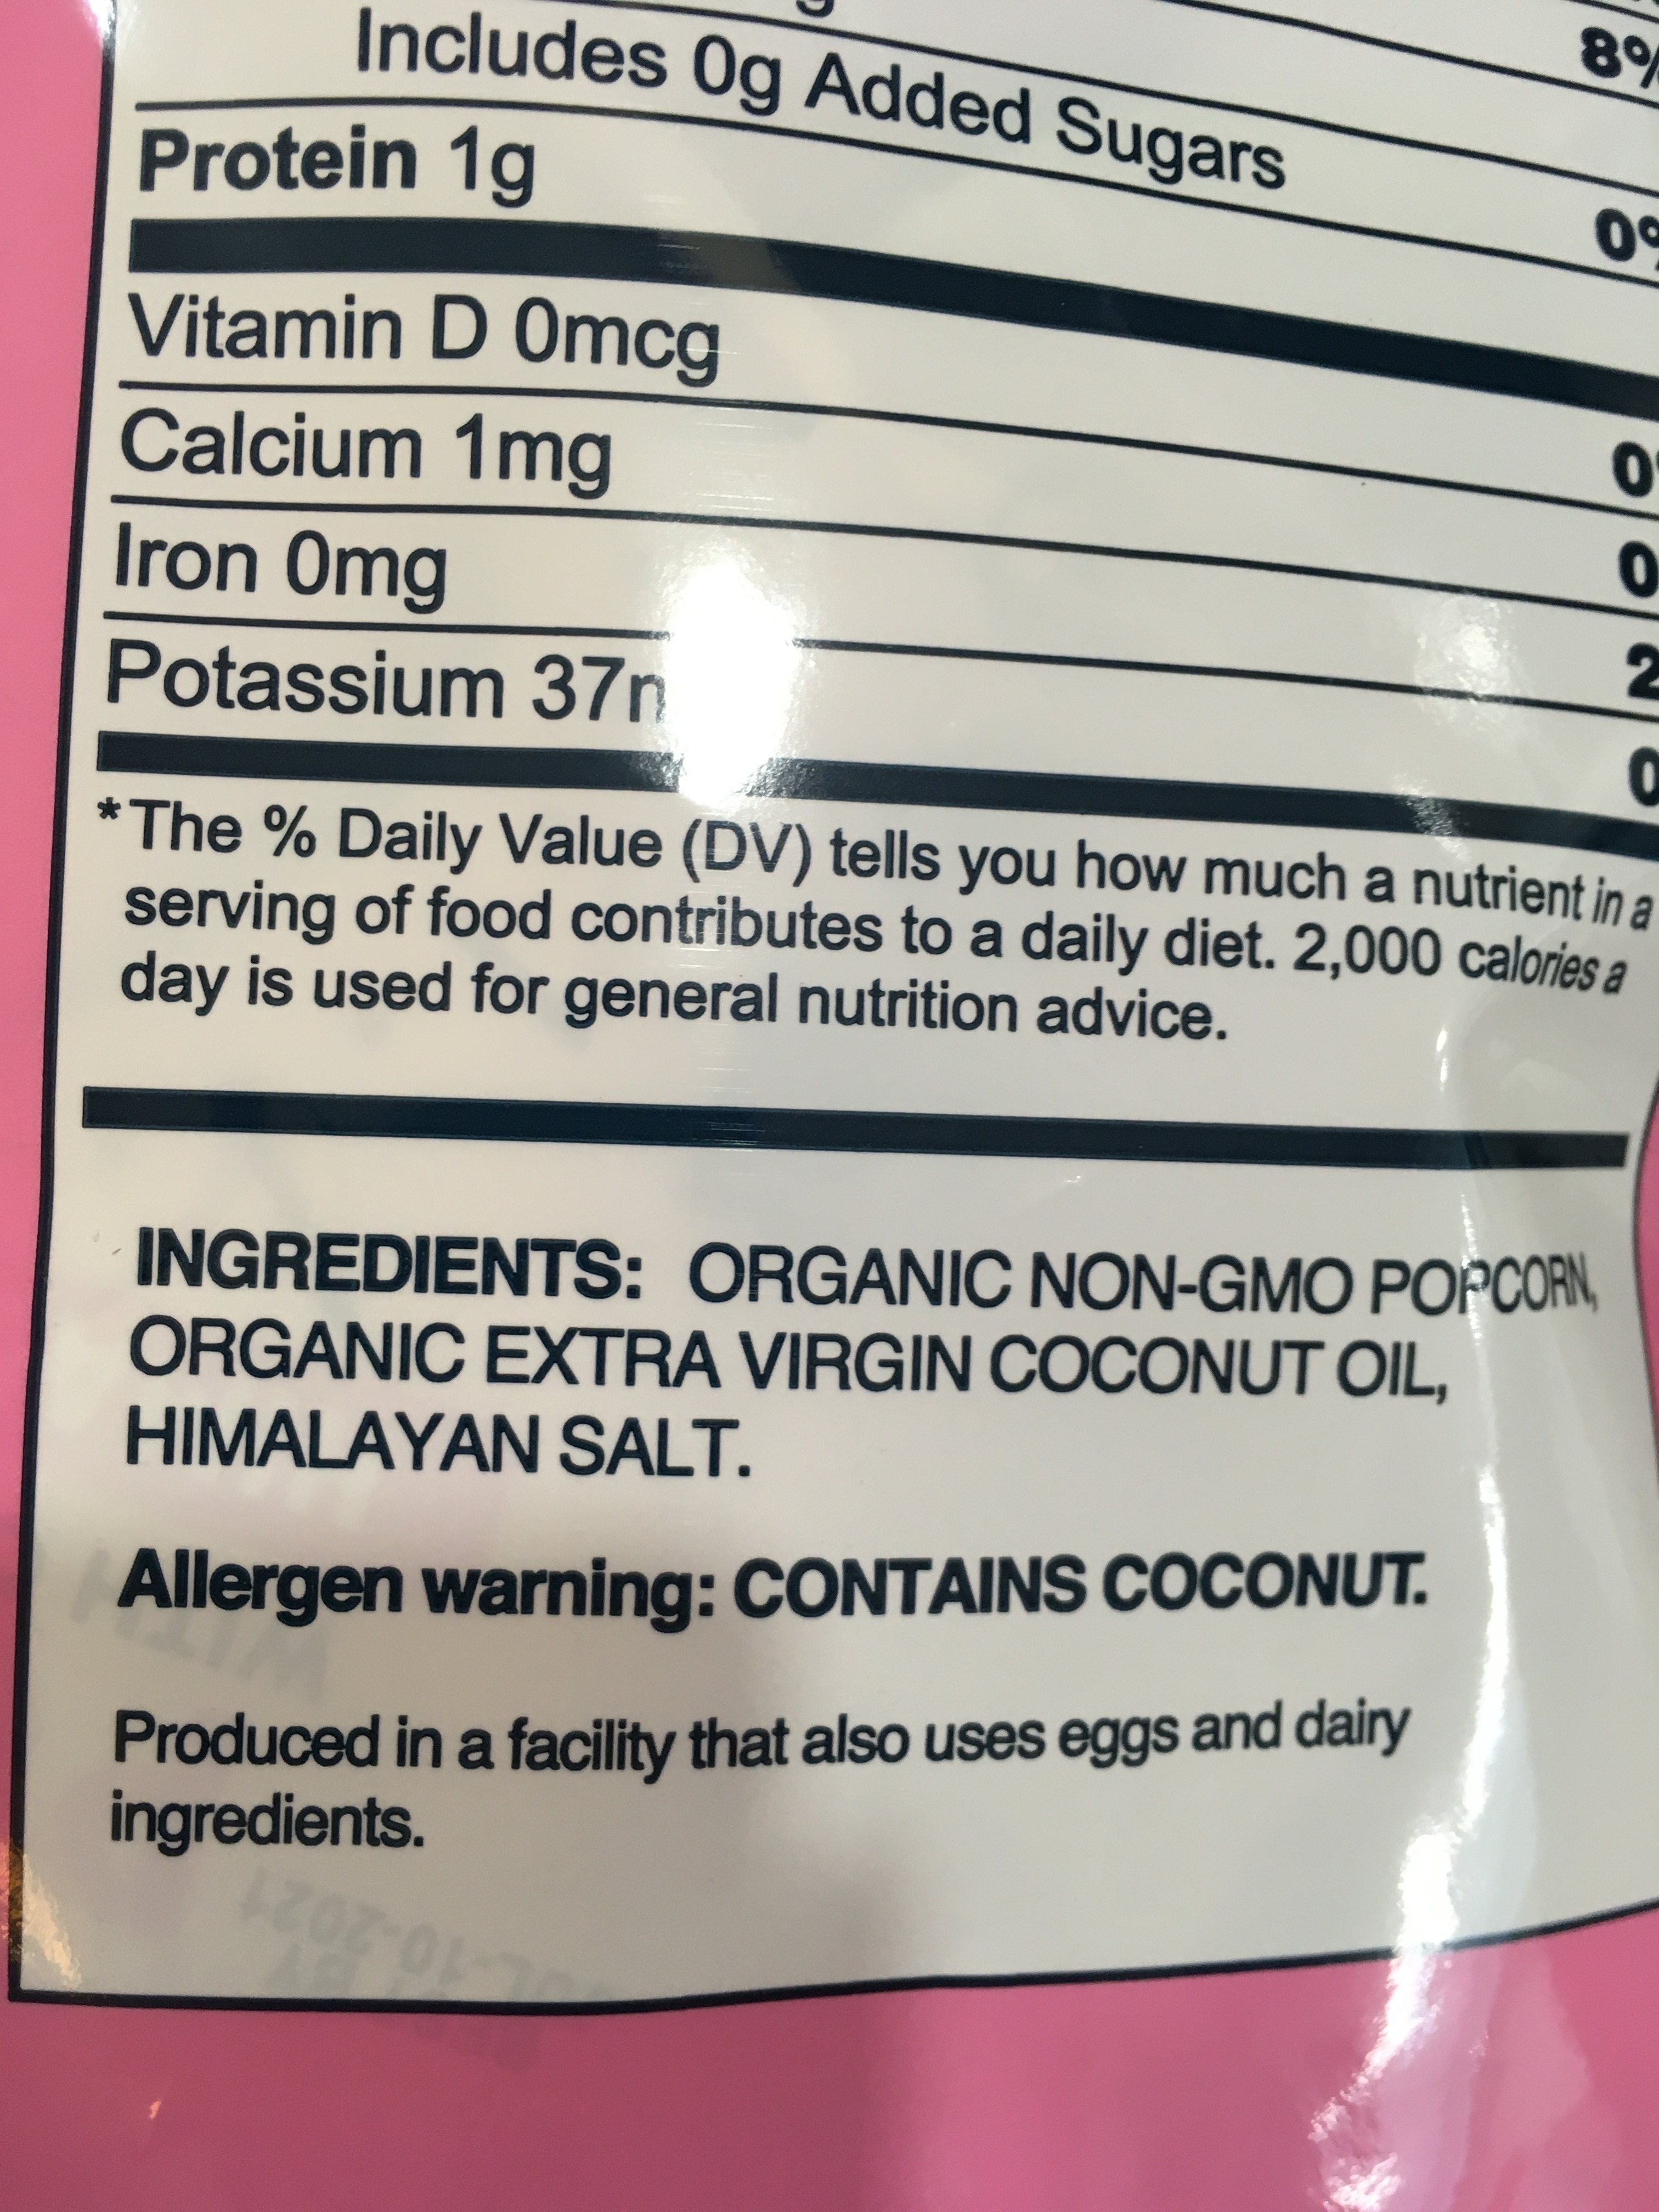 8%
Includes 0g Added Sugars
0%
Protein 1g
Vitamin D 0mcg
0
Calcium 1mg
0
Iron 0mg
2
Potassium 37
0
*The % Daily Value (DV) tells you how much a nutrient in a
serving of food contributes to a daily diet. 2,000 calories a
day is used for general nutrition advice.
INGREDIENTS: ORGANIC NON-GMO POPCORN,
ORGANIC EXTRA VIRGIN COCONUT OIL,
HIMALAYAN SALT.
Allergen warning: CONTAINS COCONUT.
Produced in a facility that also uses eggs and dairy
ingredients.